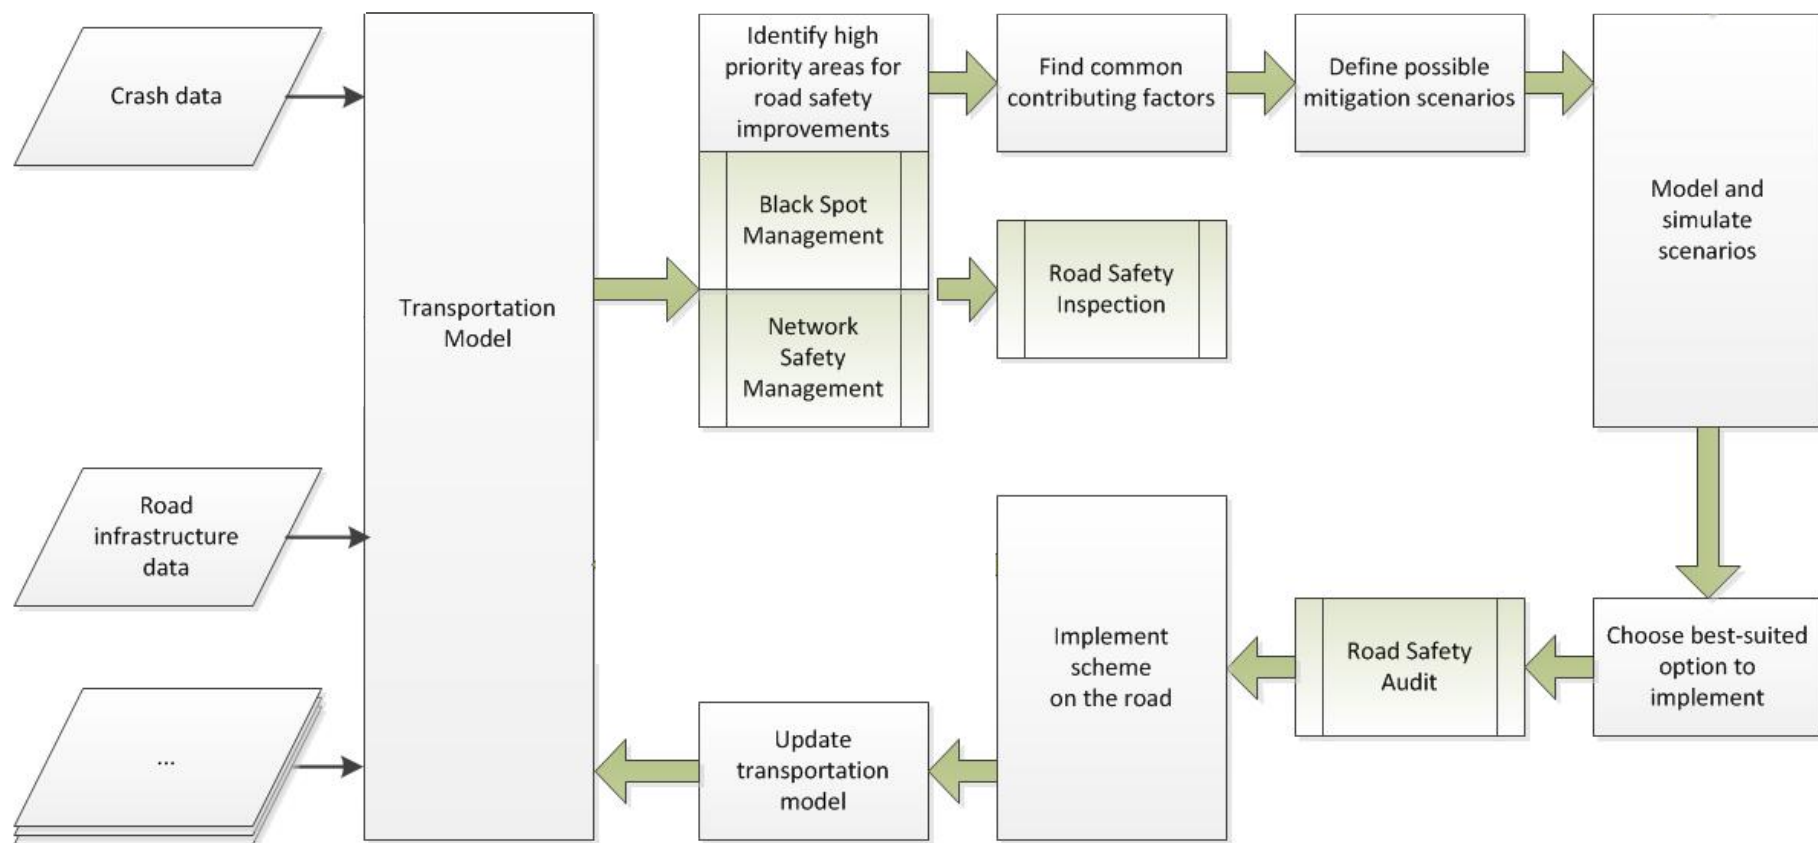 Crash data
Transportation
Model
Identify high
priority areas for
road safety
improvements
Black Spot
Management
Network
Safety
Management
Find common
contributing factors
Define possible
mitigation scenarios
Model and
simulate
scenarios
Road Safety
Inspection
Road
infrastructure
data
...
Choose best-suited
option to
implement
Road Safety
Audit
Implement
scheme
on the road
Update
transportation
model